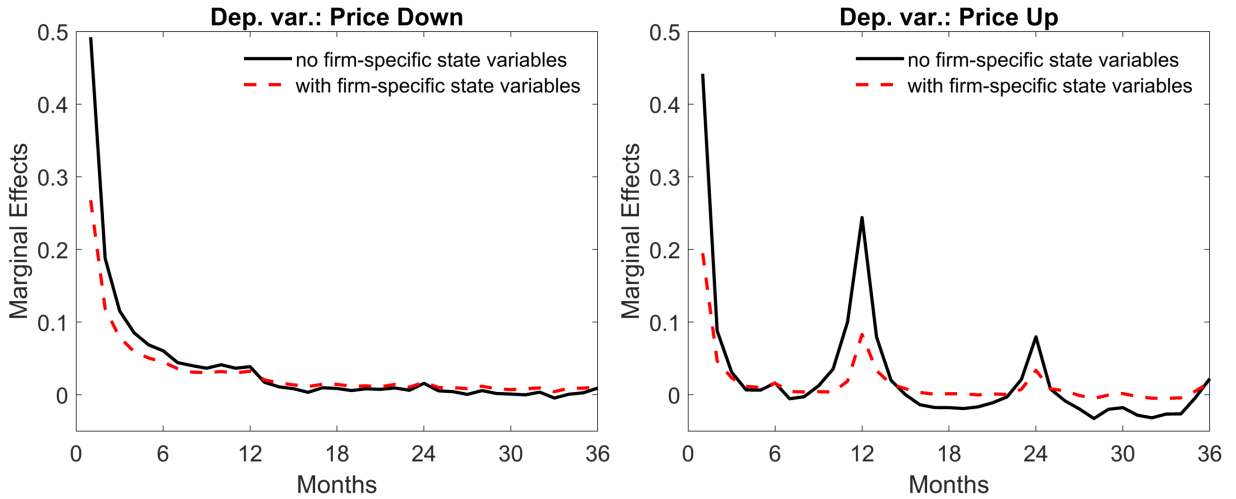 Dep. var.: Price Down
no firm-specific state variables
with firm-specific state variables
Marginal Effects
0.5
0.4
0.3
0.2
0.1
0
0 6 12 18 24 30 36
Months
Dep. var.: Price Up
no firm-specific state variables
with firm-specific state variables
Marginal Effects
0.5
0.4
0.3
0.2
0.1
0
0 6 12 18 24 30 36
Months